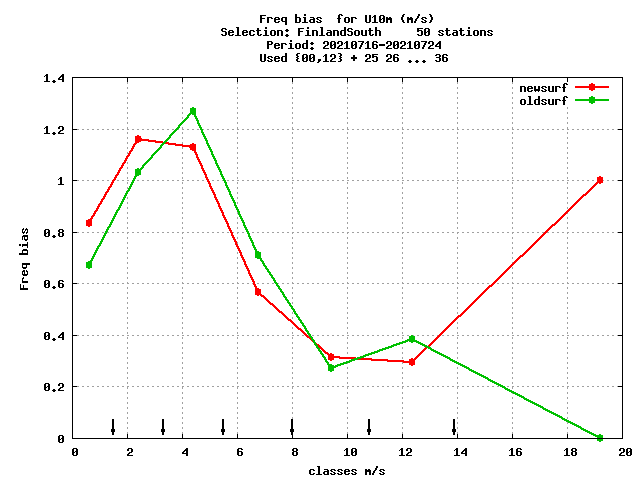 Freq bias  for U10m (m/s)
Selection: FinlandSouth     50 stations
Period: 20210716-20210724
Used {00,12} + 25 26 ... 36
newsurf
oldsurf
1.4
1.2
1
0.8
0.6
0.4
0.2
0
Freq bias
0 2 4 6 8 10 12 14 16 18 20
classes m/s